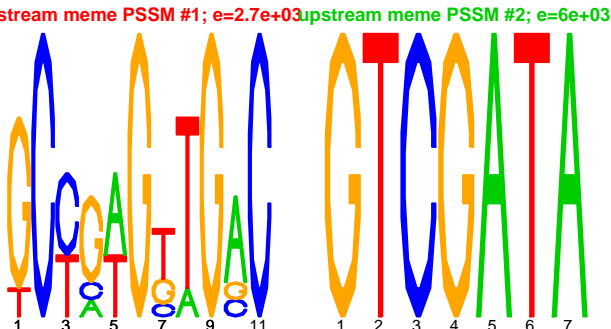 stream meme PSSM #1; e=2.7e+03 upstream meme PSSM #2; e=6e+03
G C C G A G T T G A C G T C G A T A
T T C T G A G
A C C
1 3 5 7 9 11 1 2 3 4 5 6 7